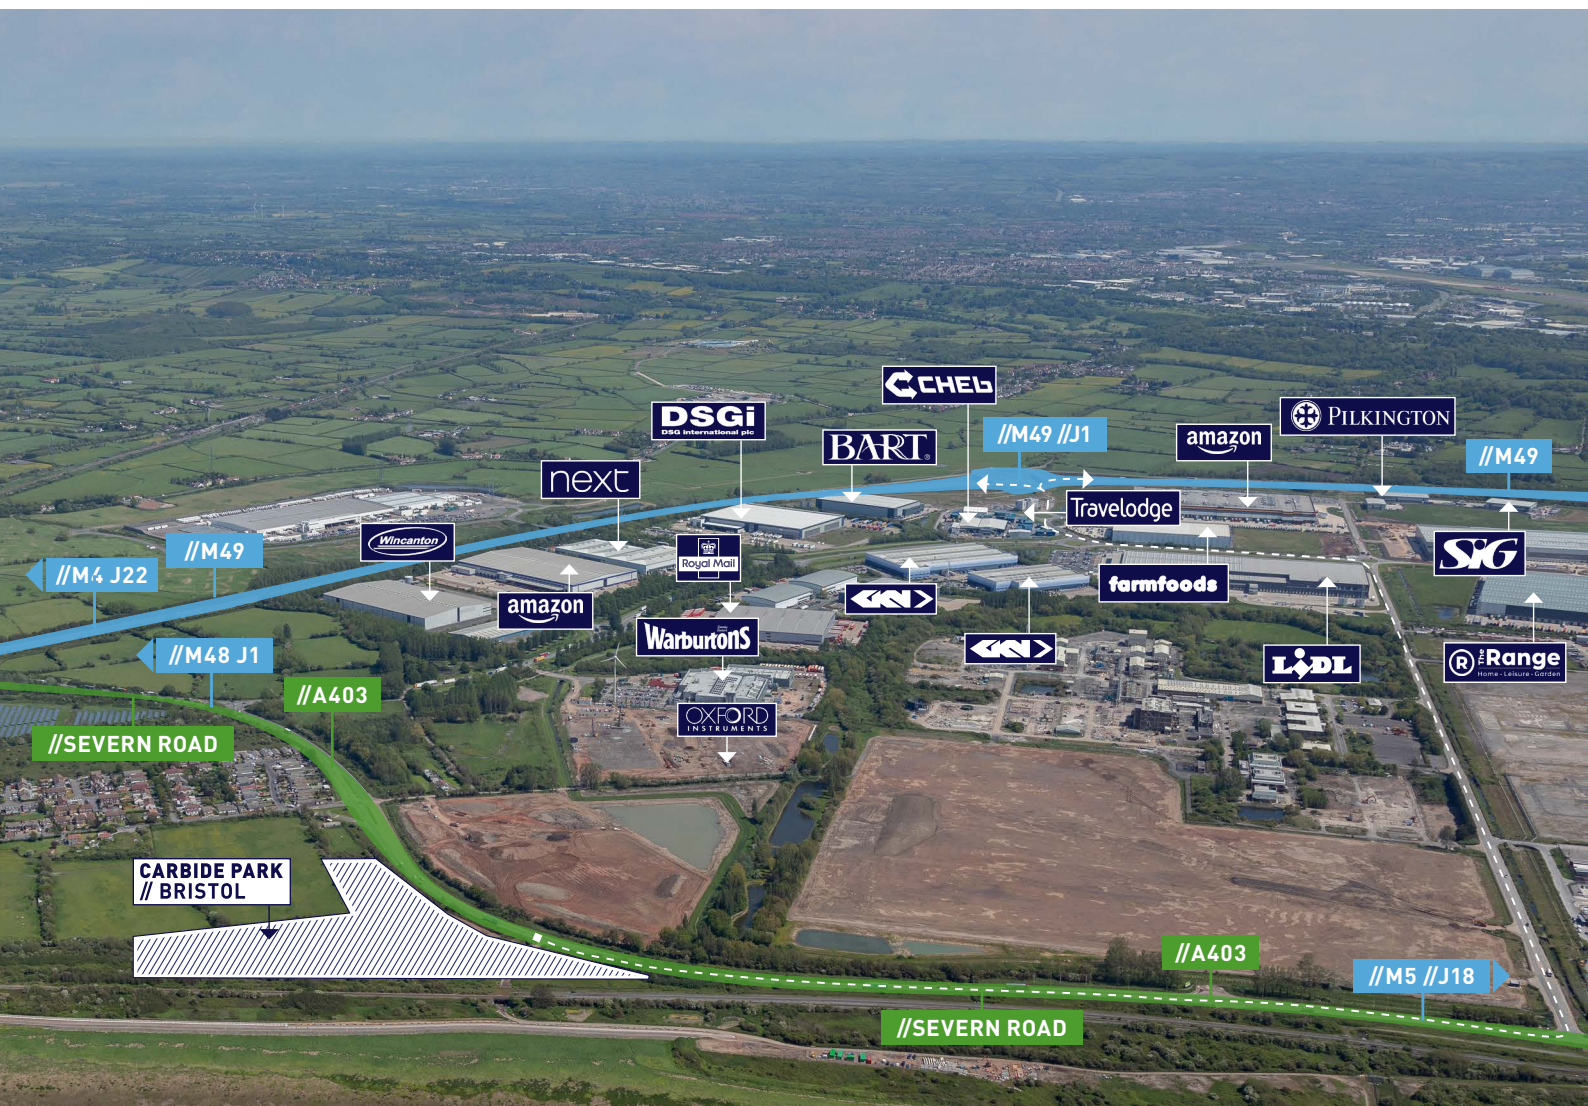 CHEP
DSGi
DSG international plc
BART®
//M49 //J1
amazon
PILKINGTON
//M49
next
Travelodge
Wincanton
//M49
Royal Mail
SIG
//M4 J22
amazon
GKN
farmfoods
Warburtons
GKN
LIDL
The Range
Home - Leisure - Garden
//M48 J1
//A403
OXFORD
INSTRUMENTS
//SEVERN ROAD
CARBIDE PARK
// BRISTOL
//A403
//M5 //J18
//SEVERN ROAD